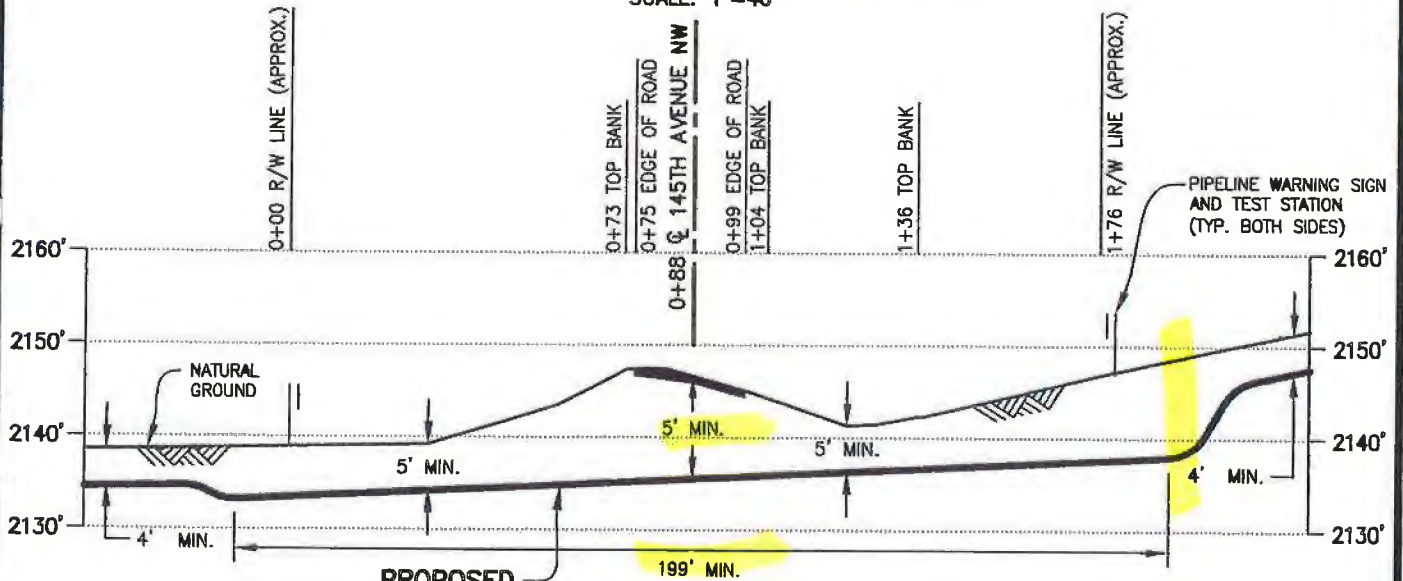 SCALE: 1"=40'
0+00 R/W LINE (APPROX.)
0+73 TOP BANK
0+75 EDGE OF ROAD
0+88 ℄ 145TH AVENUE NW
0+99 EDGE OF ROAD
1+04 TOP BANK
1+36 TOP BANK
1+76 R/W LINE (APPROX.)
PIPELINE WARNING SIGN
AND TEST STATION
(TYP. BOTH SIDES)
2160'
2160'
2150'
2150'
NATURAL
GROUND
2140'
2140'
5' MIN.
5' MIN.
5' MIN.
4' MIN.
2130'
2130'
4' MIN.
199' MIN.
PROPOSED